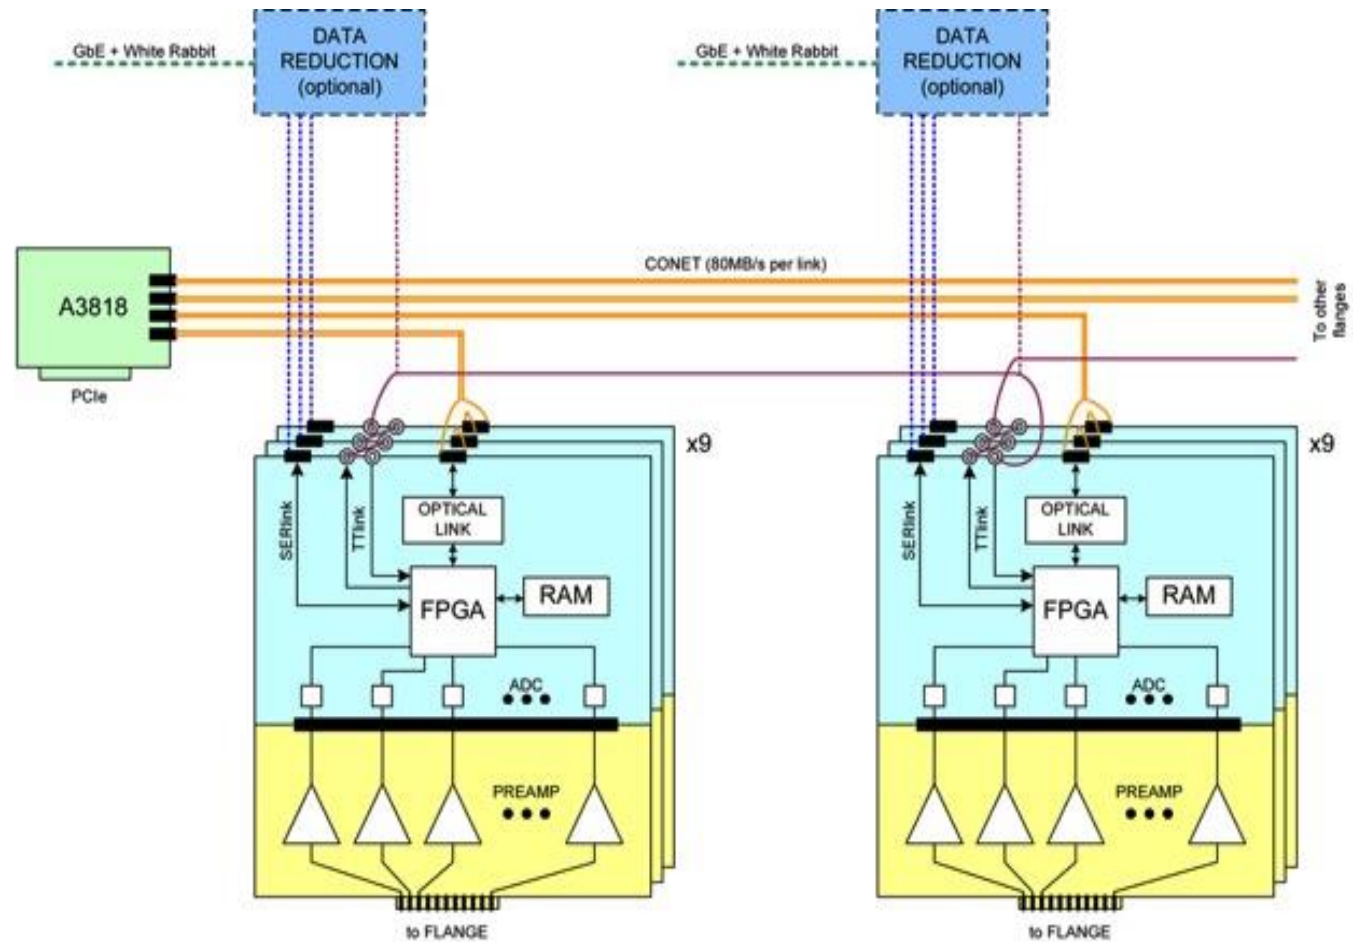 GbE + White Rabbit
DATA
REDUCTION
(optional)
GbE + White Rabbit
DATA
REDUCTION
(optional)
A3818
PCIe
CONET (80MB/s per link)
To other
flanges
x9
x9
SERlink
TTlink
OPTICAL
LINK
FPGA
RAM
ADC
PREAMP
to FLANGE
SERlink
TTlink
OPTICAL
LINK
FPGA
RAM
ADC
PREAMP
to FLANGE